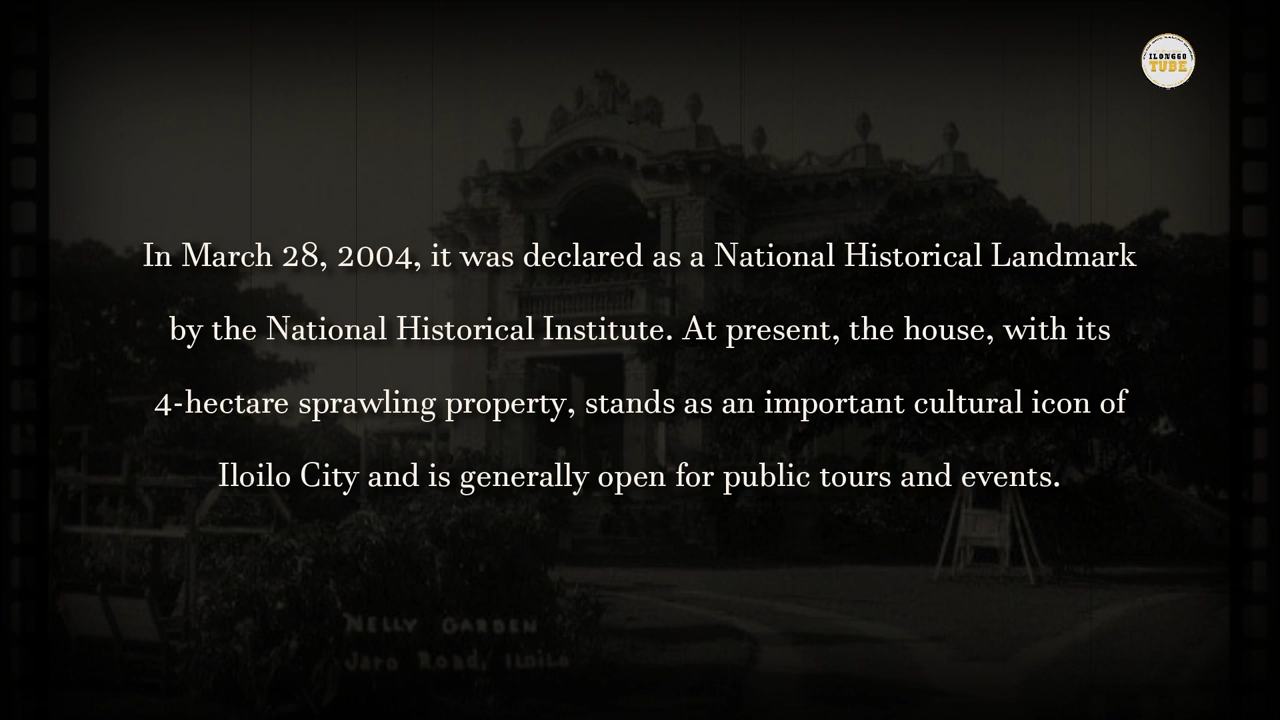 ILONGGO
TUBE
In March 28, 2004, it was declared as a National Historical Landmark
by the National Historical Institute. At present, the house, with its
4-hectare sprawling property, stands as an important cultural icon of
Iloilo City and is generally open for public tours and events.
NELLY GARDEN
Jaro Road, ILOILO